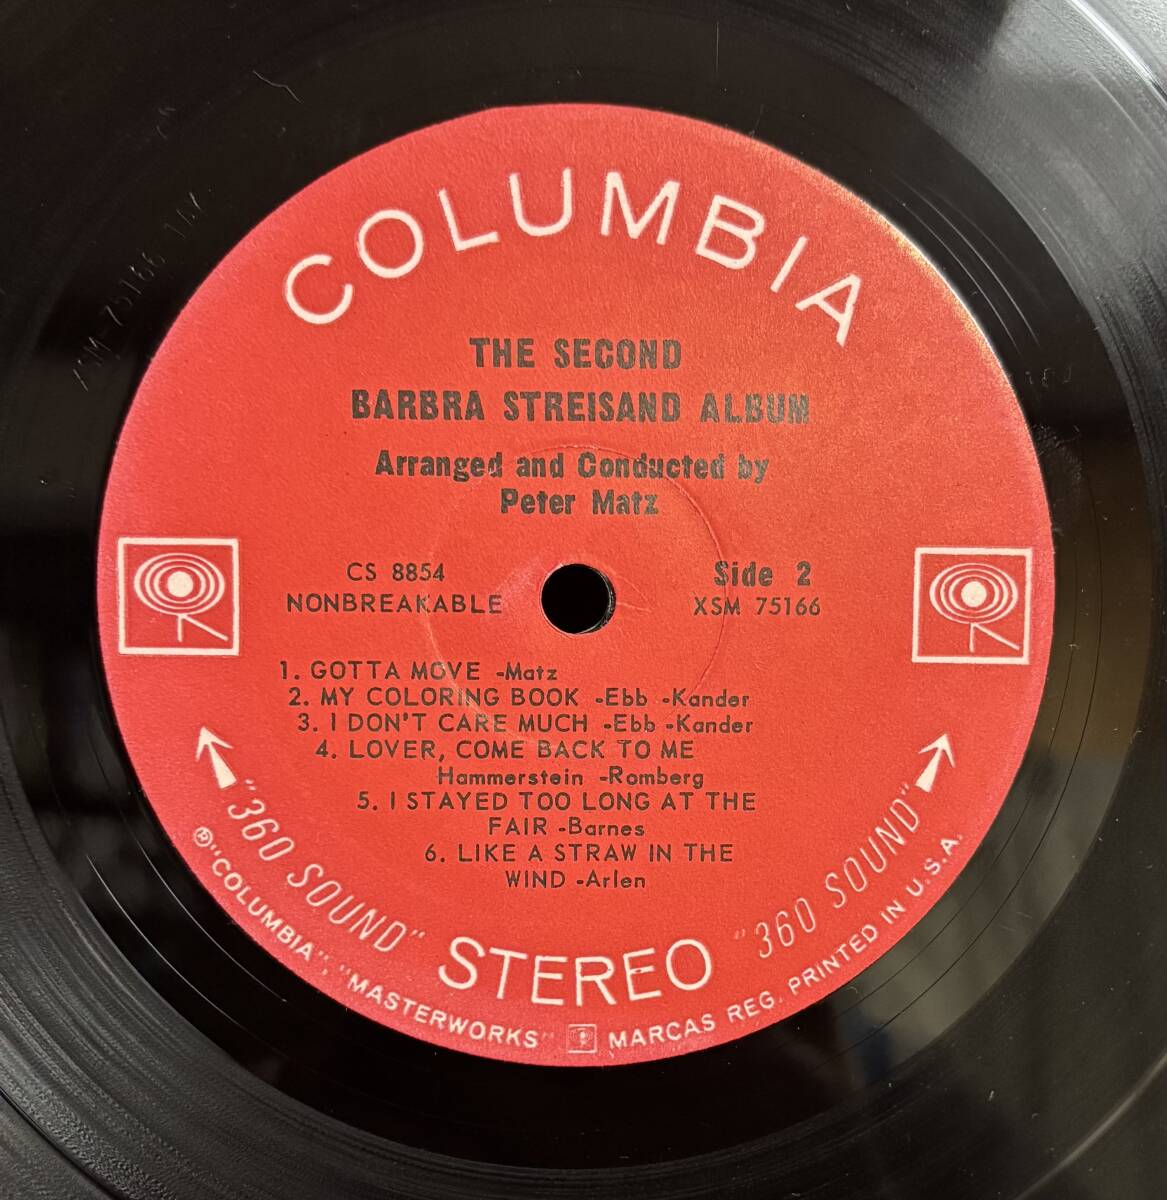 COLUMBIA
THE SECOND
BARBRA STREISAND ALBUM
Arranged and Conducted by
Peter Matz
CS 8854
NONBREAKABLE
Side 2
XSM 75166
1. GOTTA MOVE -Matz
2. MY COLORING BOOK -Ebb -Kander
3. I DON'T CARE MUCH -Ebb -Kander
4. LOVER, COME BACK TO ME
Hammerstein -Romberg
5. I STAYED TOO LONG AT THE
FAIR -Barnes
6. LIKE A STRAW IN THE
WIND -Arlen
"360 SOUND" STEREO "360 SOUND"
® "COLUMBIA", "MASTERWORKS" MARCAS REG. PRINTED IN U.S.A.